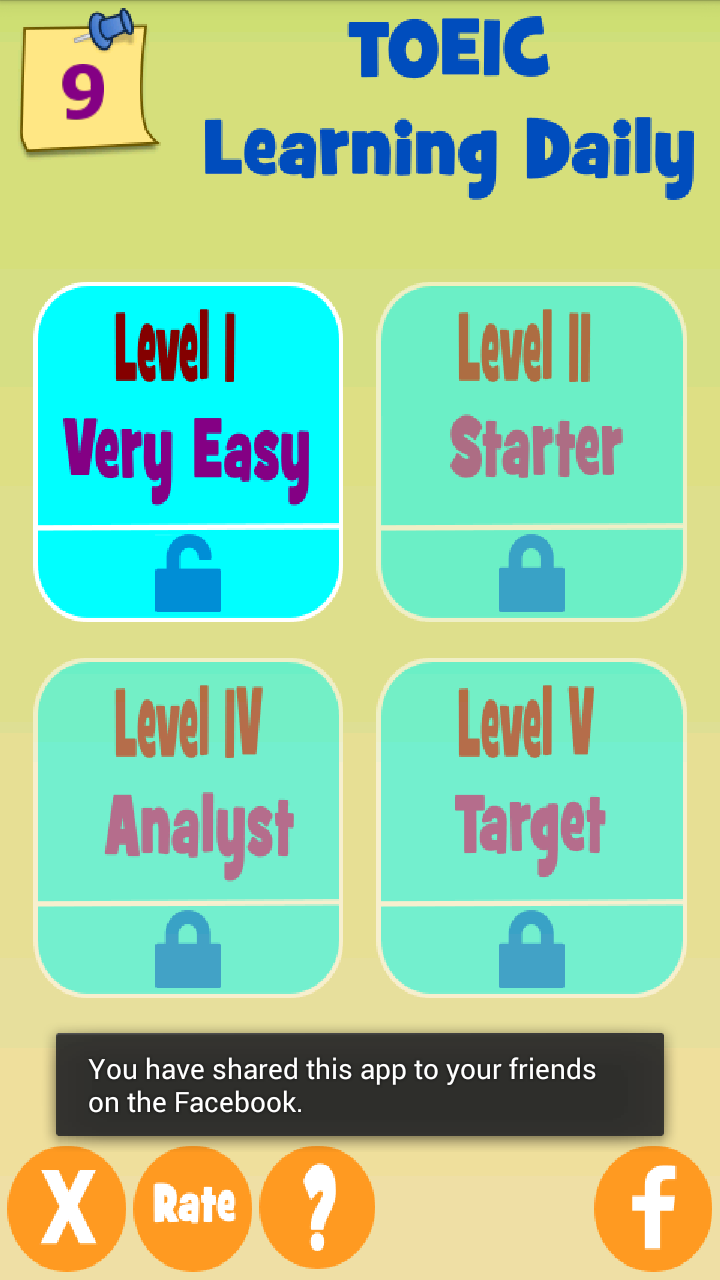 9
TOEIC
Learning Daily
Level I
Very Easy
Level II
Starter
Level IV
Analyst
Level V
Target
You have shared this app to your friends
on the Facebook.
X
Rate
?
f